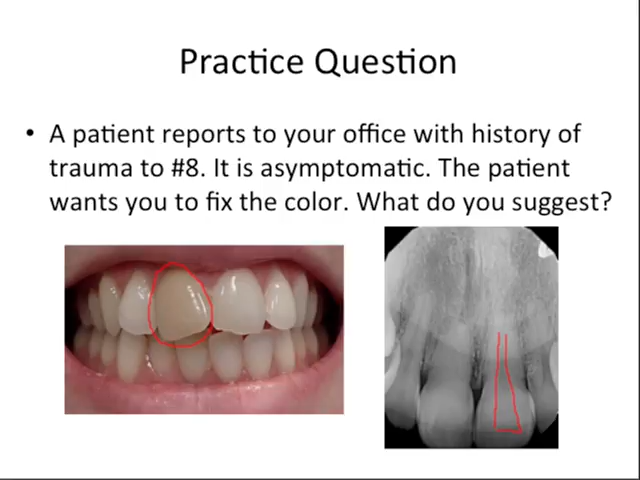 Practice Question
• A patient reports to your office with history of
trauma to #8. It is asymptomatic. The patient
wants you to fix the color. What do you suggest?